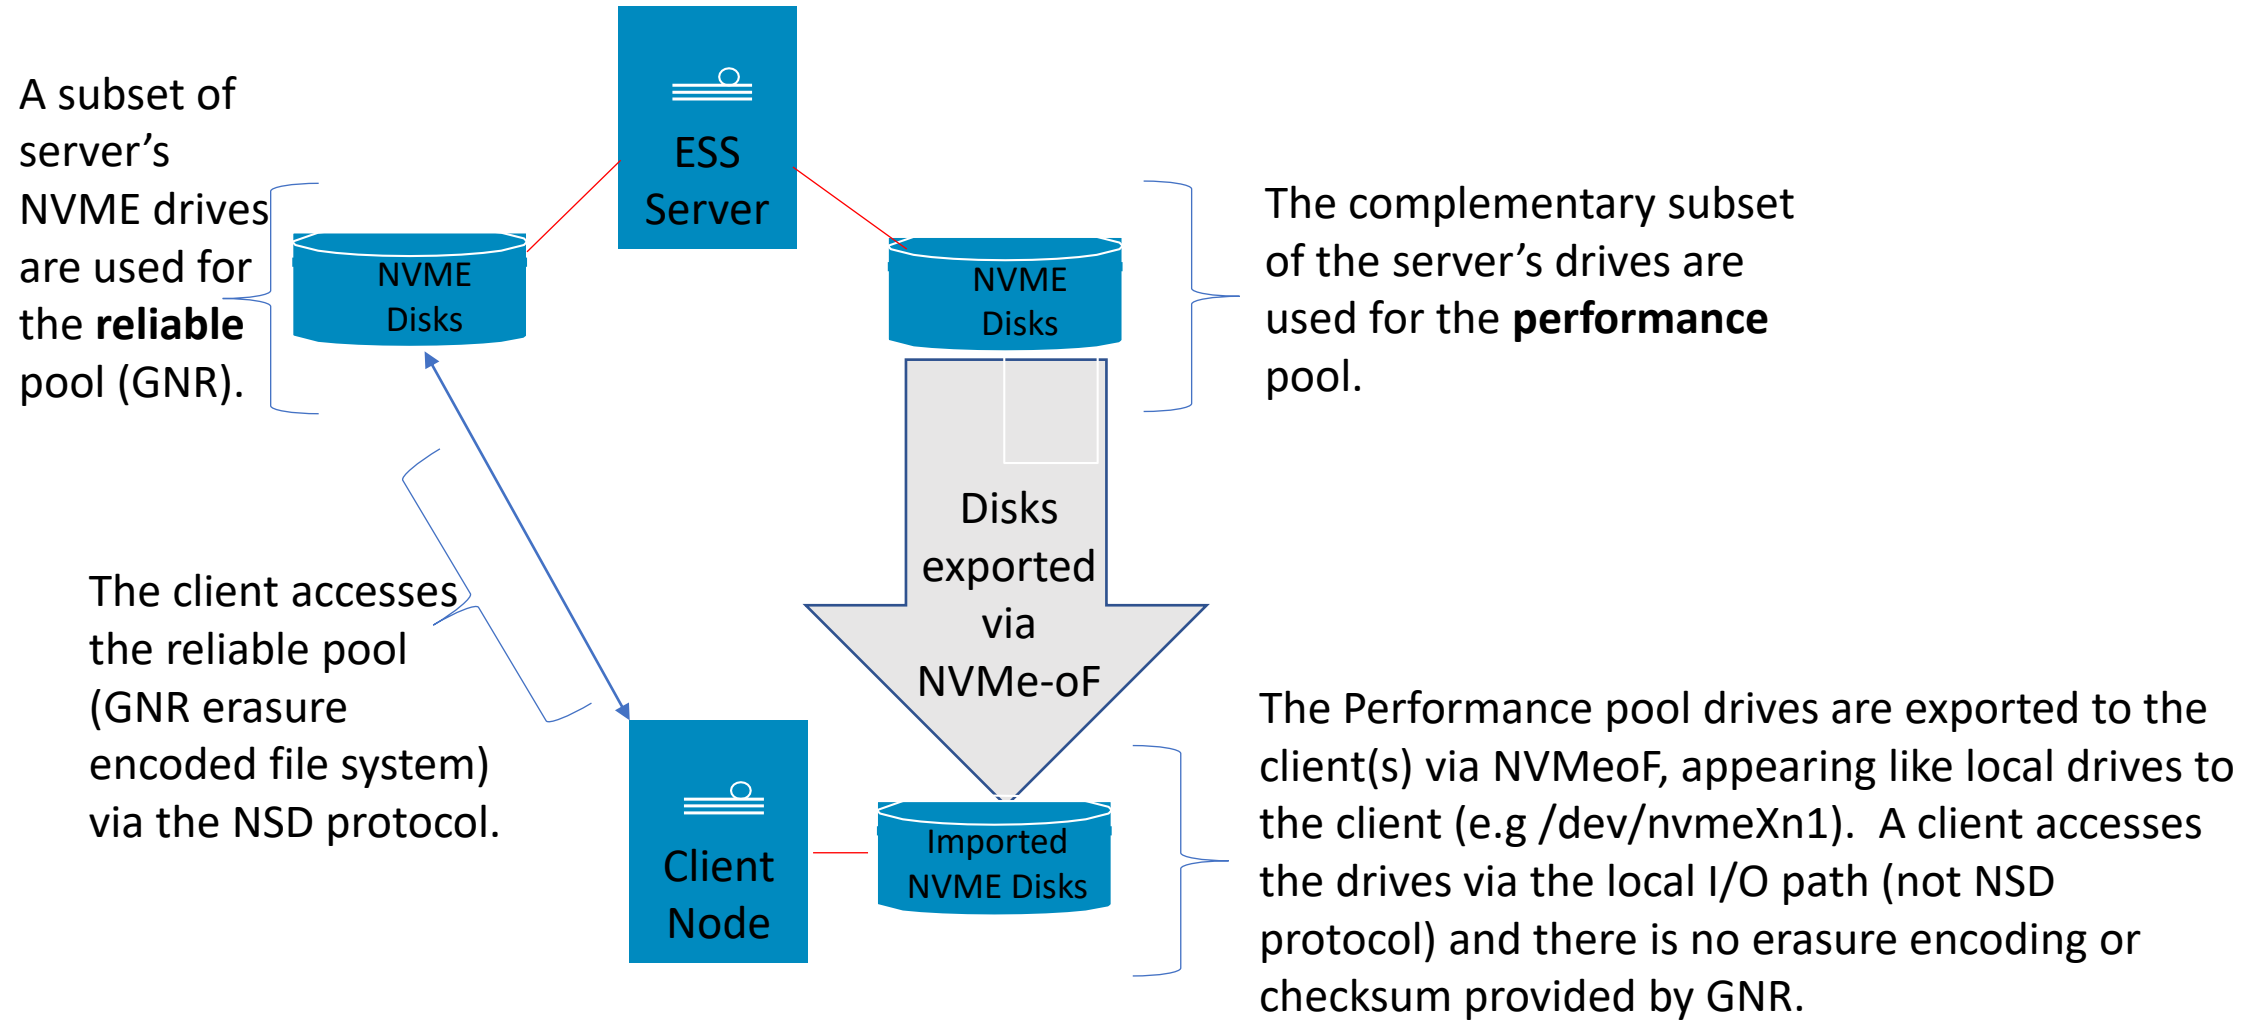 A subset of
server’s
NVME drives
are used for
the reliable
pool (GNR).
ESS
Server
NVME
Disks
NVME
Disks
The complementary subset
of the server’s drives are
used for the performance
pool.
Disks
exported
via
NVMe-oF
The client accesses
the reliable pool
(GNR erasure
encoded file system)
via the NSD protocol.
Client
Node
Imported
NVME Disks
The Performance pool drives are exported to the
client(s) via NVMeoF, appearing like local drives to
the client (e.g /dev/nvmeXn1).  A client accesses
the drives via the local I/O path (not NSD
protocol) and there is no erasure encoding or
checksum provided by GNR.